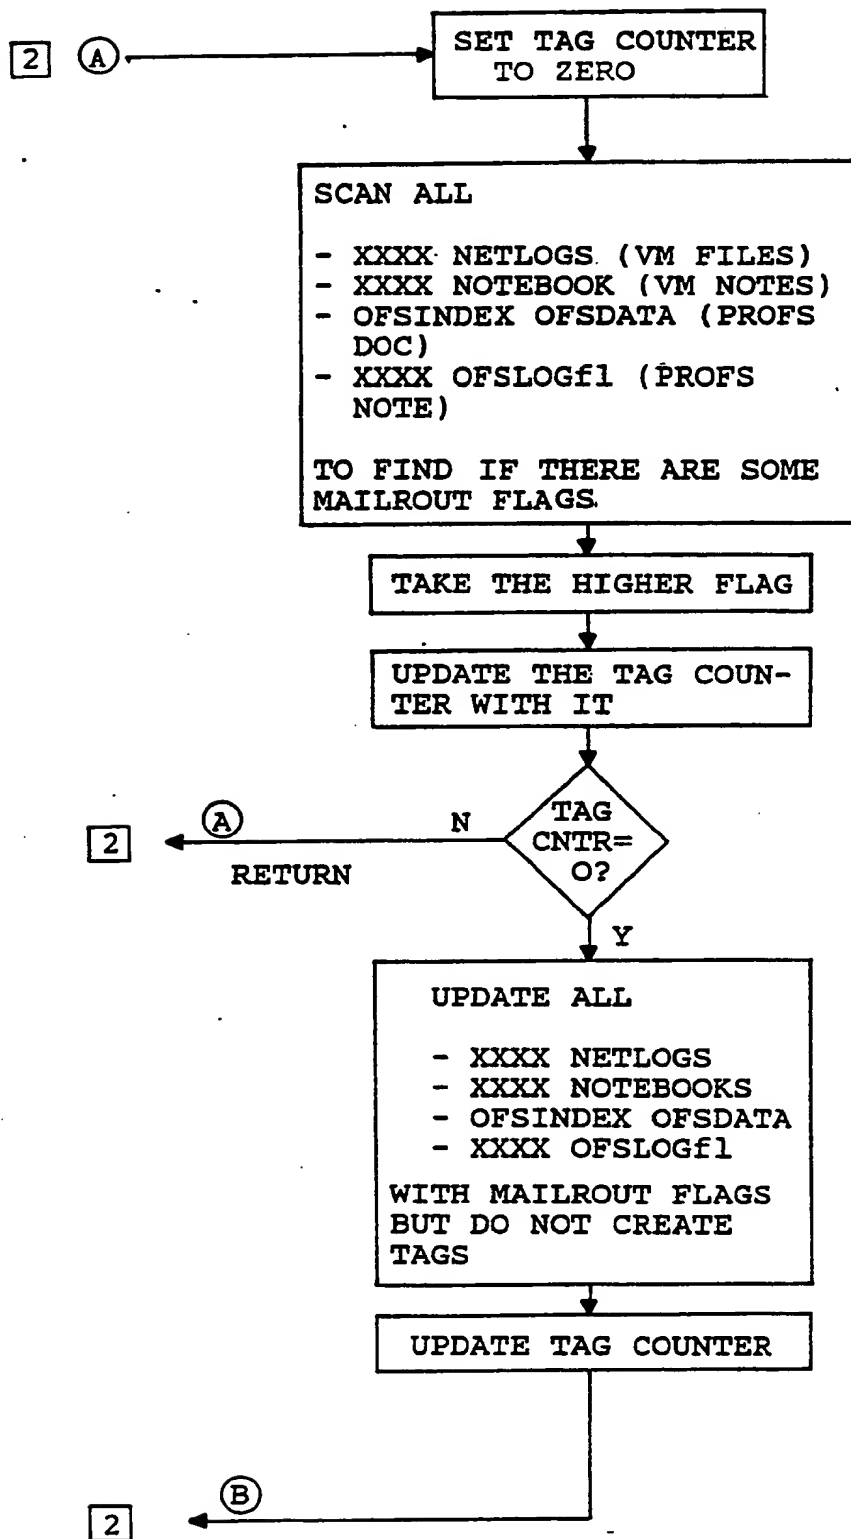 2 A
SET TAG COUNTER
TO ZERO
SCAN ALL
- XXXX NETLOGS (VM FILES)
- XXXX NOTEBOOK (VM NOTES)
- OFSINDEX OFSDATA (PROFS
DOC)
- XXXX OFSLOGfl (PROFS
NOTE)
TO FIND IF THERE ARE SOME
MAILROUT FLAGS.
TAKE THE HIGHER FLAG
UPDATE THE TAG COUN-
TER WITH IT
TAG
CNTR=
0?
N
A
2
RETURN
Y
UPDATE ALL
- XXXX NETLOGS
- XXXX NOTEBOOKS
- OFSINDEX OFSDATA
- XXXX OFSLOGfl
WITH MAILROUT FLAGS
BUT DO NOT CREATE
TAGS
UPDATE TAG COUNTER
B
2